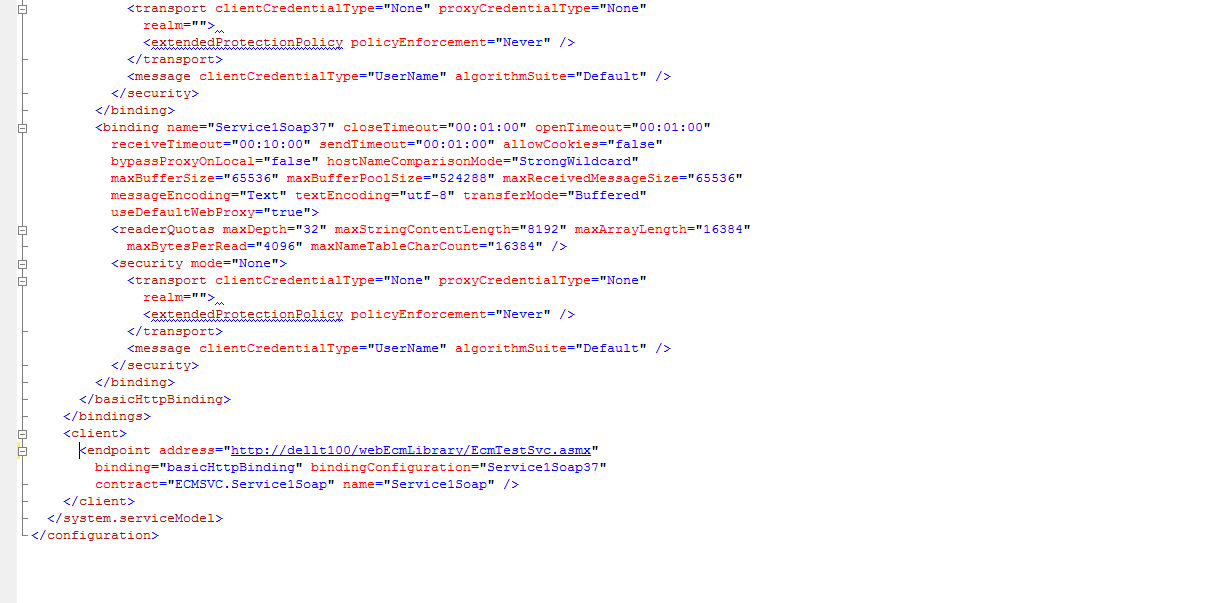 <transport clientCredentialType="None" proxyCredentialType="None"
realm="">
<extendedProtectionPolicy policyEnforcement="Never" />
</transport>
<message clientCredentialType="UserName" algorithmSuite="Default" />
</security>
</binding>
<binding name="Service1Soap37" closeTimeout="00:01:00" openTimeout="00:01:00"
receiveTimeout="00:10:00" sendTimeout="00:01:00" allowCookies="false"
bypassProxyOnLocal="false" hostNameComparisonMode="StrongWildcard"
maxBufferSize="65536" maxBufferPoolSize="524288" maxReceivedMessageSize="65536"
messageEncoding="Text" textEncoding="utf-8" transferMode="Buffered"
useDefaultWebProxy="true">
<readerQuotas maxDepth="32" maxStringContentLength="8192" maxArrayLength="16384"
maxBytesPerRead="4096" maxNameTableCharCount="16384" />
<security mode="None">
<transport clientCredentialType="None" proxyCredentialType="None"
realm="">
<extendedProtectionPolicy policyEnforcement="Never" />
</transport>
<message clientCredentialType="UserName" algorithmSuite="Default" />
</security>
</binding>
</basicHttpBinding>
</bindings>
<client>
<endpoint address="http://dellt100/webEcmLibrary/EcmTestSvc.asmx"
binding="basicHttpBinding" bindingConfiguration="Service1Soap37"
contract="ECMSVC.Service1Soap" name="Service1Soap" />
</client>
</system.serviceModel>
</configuration>